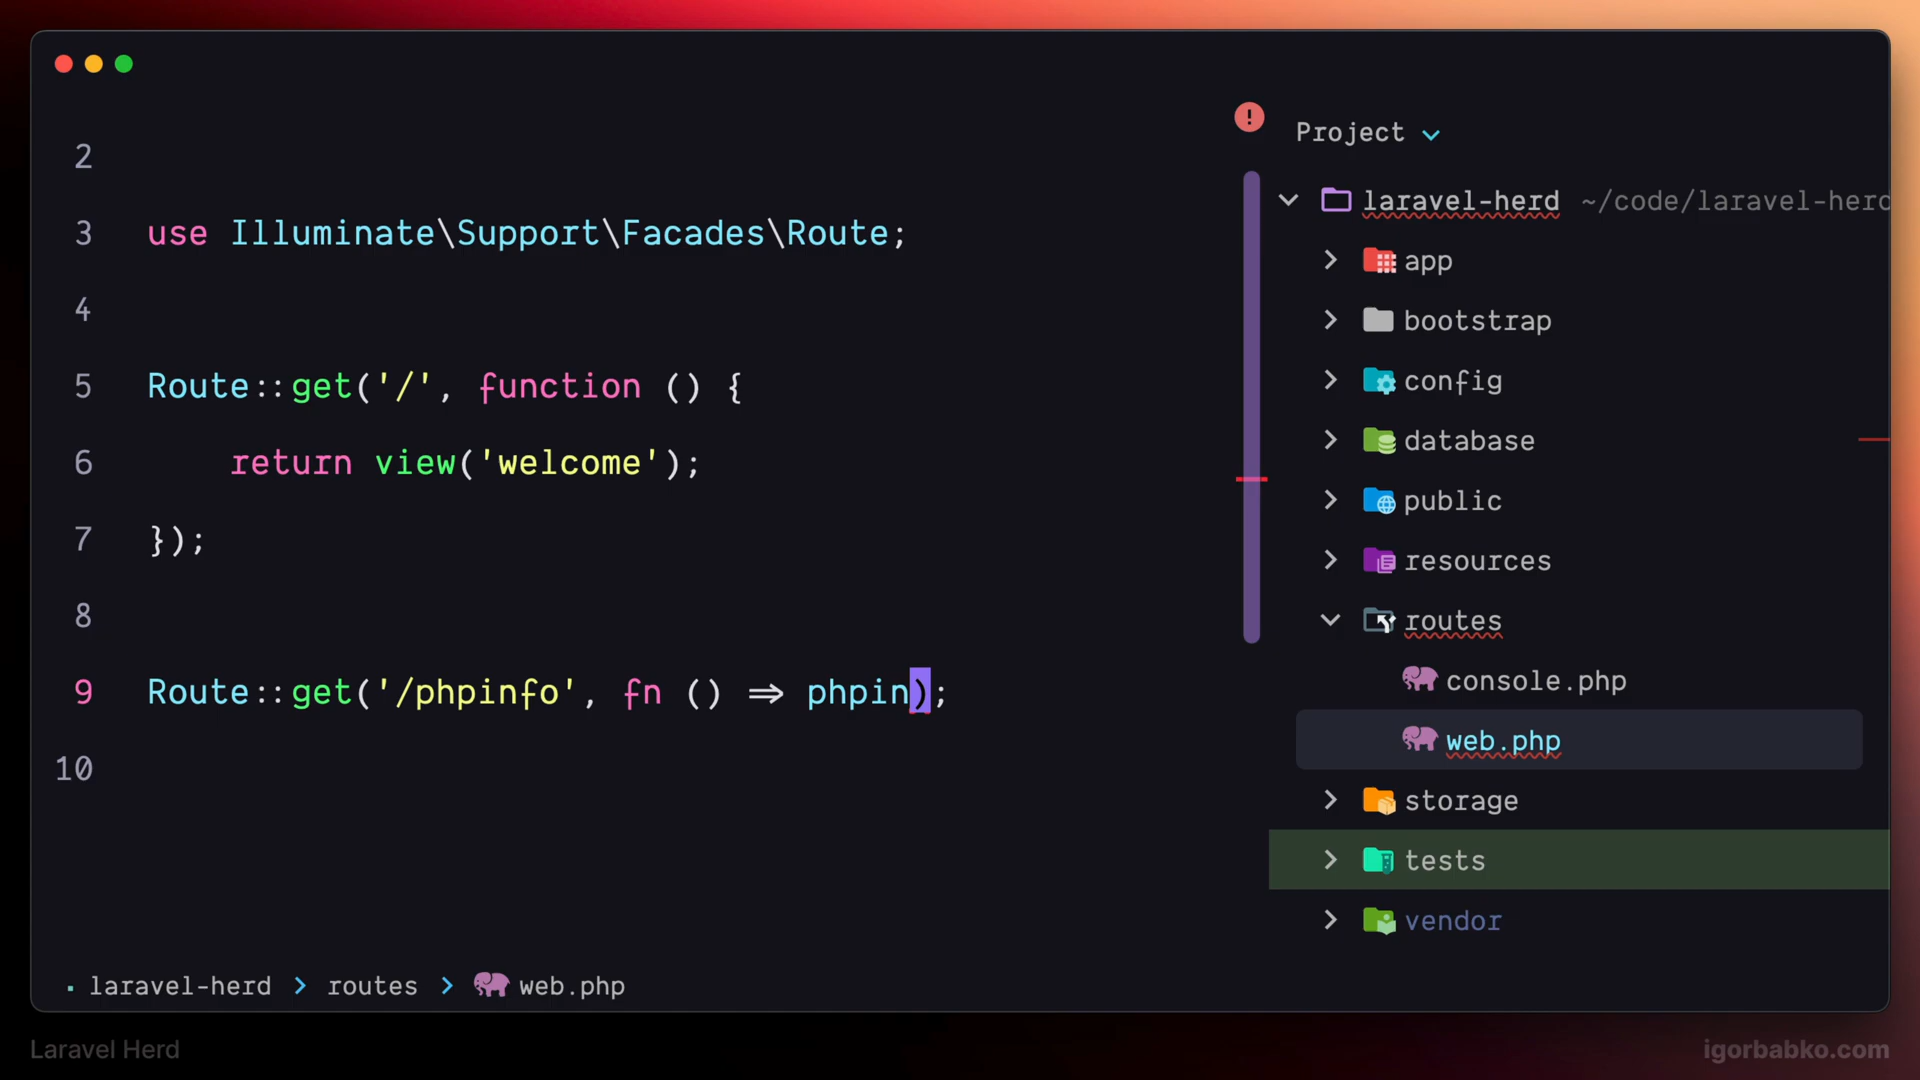 2
3 use Illuminate\Support\Facades\Route;
4
5 Route::get('/', function () {
6 return view('welcome');
7 });
8
9 Route::get('/phpinfo', fn () => phpin);
10
laravel-herd > routes > web.php
!
Project
laravel-herd ~/code/laravel-herd
app
bootstrap
config
database
public
resources
routes
console.php
web.php
storage
tests
vendor
Laravel Herd
igorbabko.com